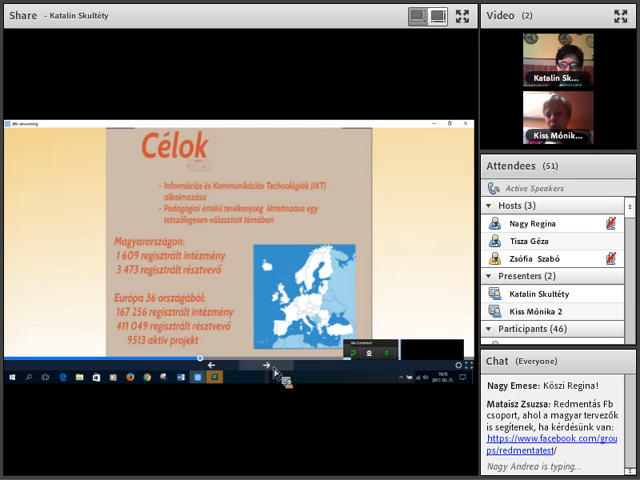 Share - Katalin Skultéty
Célok
- Információs és Kommunikációs Technológiák (IKT)
alkalmazása
- Pedagógiai értékű tevékenység létrehozása egy
tetszőlegesen választott témában
Magyarországon:
1 609 regisztrált intézmény
3 473 regisztrált résztvevő
Európa 36 országából:
167 256 regisztrált intézmény
411 049 regisztrált résztvevő
9513 aktív projekt
Video (2)
Katalin Sk...
Kiss Mónik...
Attendees (51)
Active Speakers
Hosts (3)
Nagy Regina
Tisza Géza
Zsófia Szabó
Presenters (2)
Katalin Skultéty
Kiss Mónika 2
Participants (46)
Chat (Everyone)
Nagy Emese: Köszi Regina!
Mataisz Zsuzsa: Redmentás Fb
csoport, ahol a magyar tervezők
is segítenek, ha kérdésünk van:
https://www.facebook.com/grou
ps/redmentatest/
Nagy Andrea is typing...